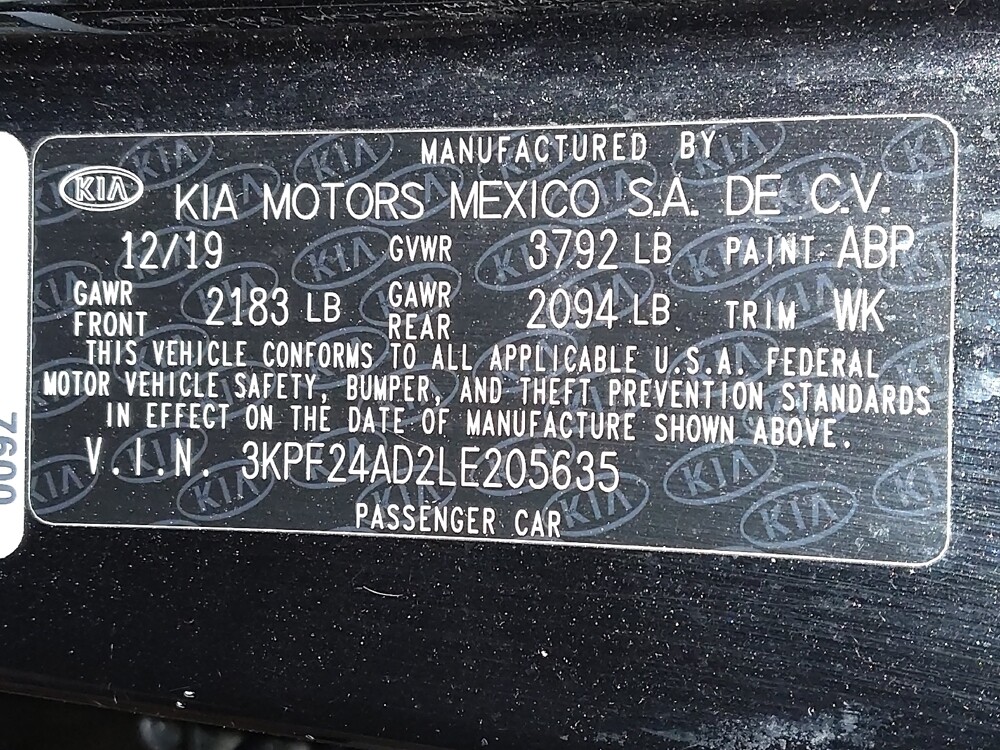 MANUFACTURED BY
KIA KIA MOTORS MEXICO S.A. DE C.V.
12/19 GVWR 3792 LB PAINT ABP
GAWR FRONT 2183 LB GAWR REAR 2094 LB TRIM WK
THIS VEHICLE CONFORMS TO ALL APPLICABLE U.S.A. FEDERAL
MOTOR VEHICLE SAFETY, BUMPER, AND THEFT PREVENTION STANDARDS
IN EFFECT ON THE DATE OF MANUFACTURE SHOWN ABOVE.
V.I.N. 3KPF24AD2LE205635
PASSENGER CAR